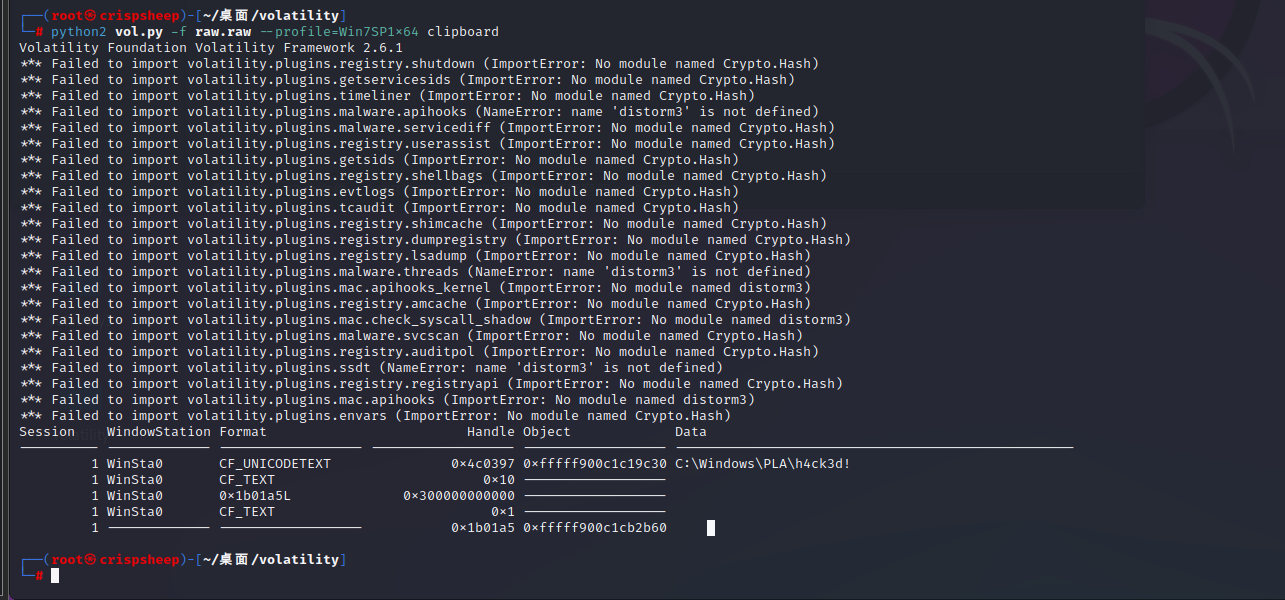 ┌──(root㉿crispsheep)-[~/桌面/volatility]
└─# python2 vol.py -f raw.raw --profile=Win7SP1x64 clipboard
Volatility Foundation Volatility Framework 2.6.1
*** Failed to import volatility.plugins.registry.shutdown (ImportError: No module named Crypto.Hash)
*** Failed to import volatility.plugins.getservicesids (ImportError: No module named Crypto.Hash)
*** Failed to import volatility.plugins.timeliner (ImportError: No module named Crypto.Hash)
*** Failed to import volatility.plugins.malware.apihooks (NameError: name 'distorm3' is not defined)
*** Failed to import volatility.plugins.malware.servicediff (ImportError: No module named Crypto.Hash)
*** Failed to import volatility.plugins.registry.userassist (ImportError: No module named Crypto.Hash)
*** Failed to import volatility.plugins.getsids (ImportError: No module named Crypto.Hash)
*** Failed to import volatility.plugins.registry.shellbags (ImportError: No module named Crypto.Hash)
*** Failed to import volatility.plugins.evtlogs (ImportError: No module named Crypto.Hash)
*** Failed to import volatility.plugins.tcaudit (ImportError: No module named Crypto.Hash)
*** Failed to import volatility.plugins.registry.shimcache (ImportError: No module named Crypto.Hash)
*** Failed to import volatility.plugins.registry.dumpregistry (ImportError: No module named Crypto.Hash)
*** Failed to import volatility.plugins.registry.lsadump (ImportError: No module named Crypto.Hash)
*** Failed to import volatility.plugins.malware.threads (NameError: name 'distorm3' is not defined)
*** Failed to import volatility.plugins.mac.apihooks_kernel (ImportError: No module named distorm3)
*** Failed to import volatility.plugins.registry.amcache (ImportError: No module named Crypto.Hash)
*** Failed to import volatility.plugins.mac.check_syscall_shadow (ImportError: No module named distorm3)
*** Failed to import volatility.plugins.malware.svcscan (ImportError: No module named Crypto.Hash)
*** Failed to import volatility.plugins.registry.auditpol (ImportError: No module named Crypto.Hash)
*** Failed to import volatility.plugins.ssdt (NameError: name 'distorm3' is not defined)
*** Failed to import volatility.plugins.registry.registryapi (ImportError: No module named Crypto.Hash)
*** Failed to import volatility.plugins.mac.apihooks (ImportError: No module named distorm3)
*** Failed to import volatility.plugins.envars (ImportError: No module named Crypto.Hash)
Session    WindowStation Format                         Handle Object             Data
---------- ------------- ------------------ ------------------ ------------------ --------------------------------------------------
         1 WinSta0       CF_UNICODETEXT               0x4c0397 0xfffff900c1c19c30 C:\Windows\PLA\h4ck3d!
         1 WinSta0       CF_TEXT                          0x10 ------------------
         1 WinSta0       0x1b01a5L              0x300000000000 ------------------
         1 WinSta0       CF_TEXT                           0x1 ------------------
         1 ------------- ------------------           0x1b01a5 0xfffff900c1cb2b60
┌──(root㉿crispsheep)-[~/桌面/volatility]
└─#